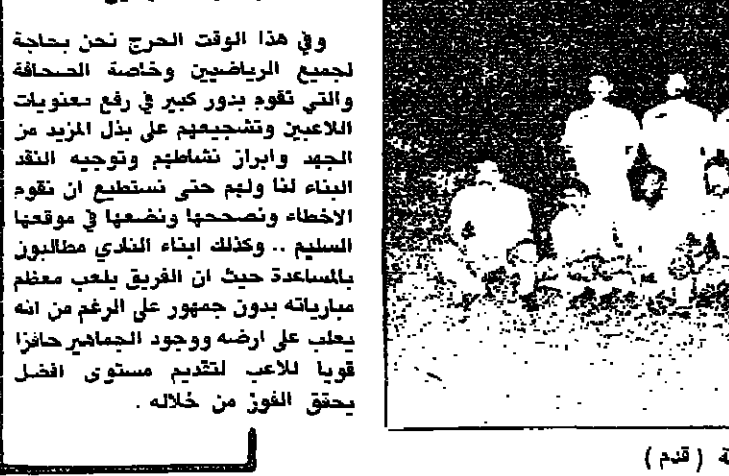 وفي هذا الوقت الحرج نحن بحاجة
لجميع الرياضيين وخاصة الصحافة
والتي تقوم بدور كبير في رفع معنويات
اللاعبين وتشجيعهم على بذل المزيد من
الجهد وابراز نشاطهم وتوجيه النقد
البناء لنا ولهم حتى نستطيع ان نقوم
الاخطاء ونصححها ونضعها في موقعها
السليم .. وكذلك ابناء النادي مطالبون
بالمساعدة حيث ان الفريق يلعب معظم
مبارياته بدون جمهور على الرغم من انه
يعلب على ارضه ووجود الجماهير حافزا
قويا للاعب لتقديم مستوى افضل
يحقق الفوز من خلاله .
( قدم )